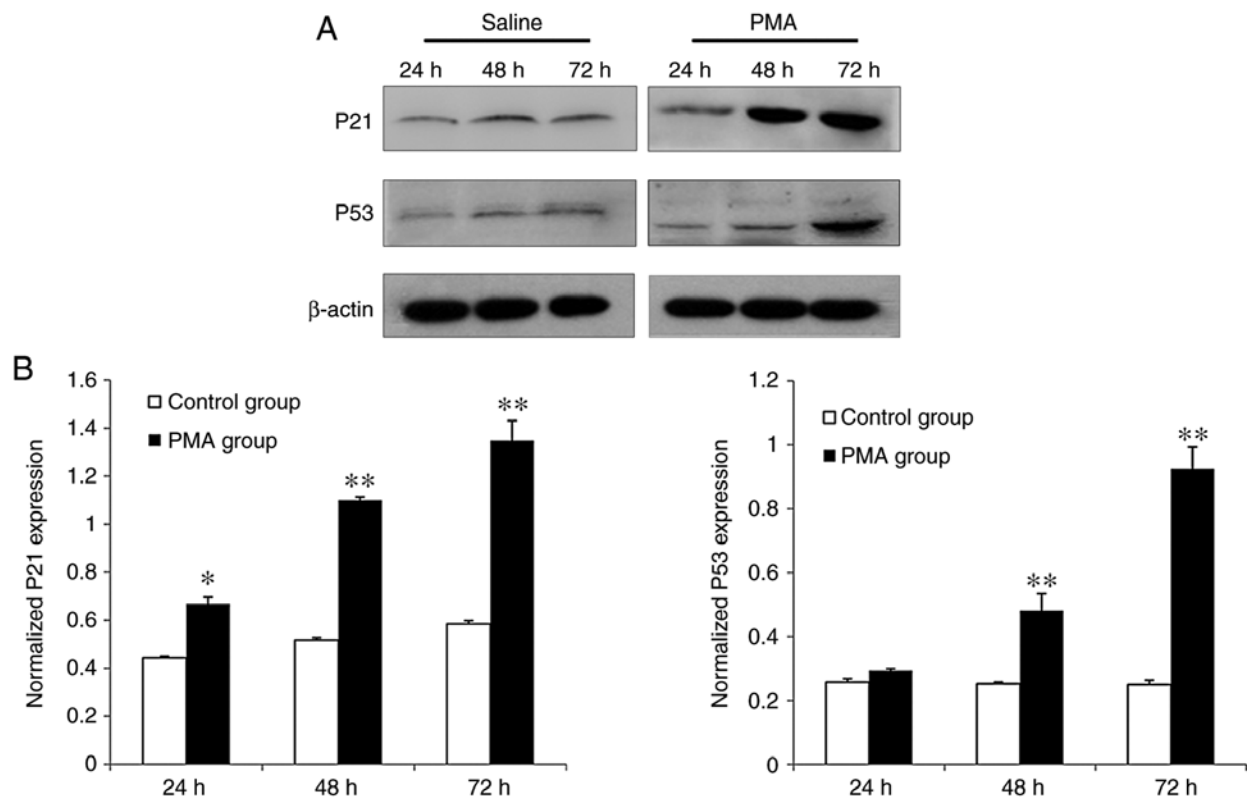 A
Saline
PMA
24 h 48 h 72 h
24 h 48 h 72 h
P21
P53
β-actin
B
Normalized P21 expression
1.6
1.4
1.2
1
0.8
0.6
0.4
0.2
0
Control group
PMA group
*
**
**
24 h 48 h 72 h
Normalized P53 expression
1.2
1
0.8
0.6
0.4
0.2
0
Control group
PMA group
**
**
24 h 48 h 72 h